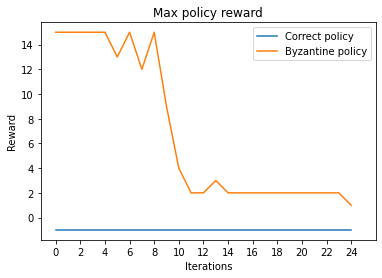 Max policy reward
Correct policy
Byzantine policy
Reward
14
12
10
8
6
4
2
0
0 2 4 6 8 10 12 14 16 18 20 22 24
Iterations